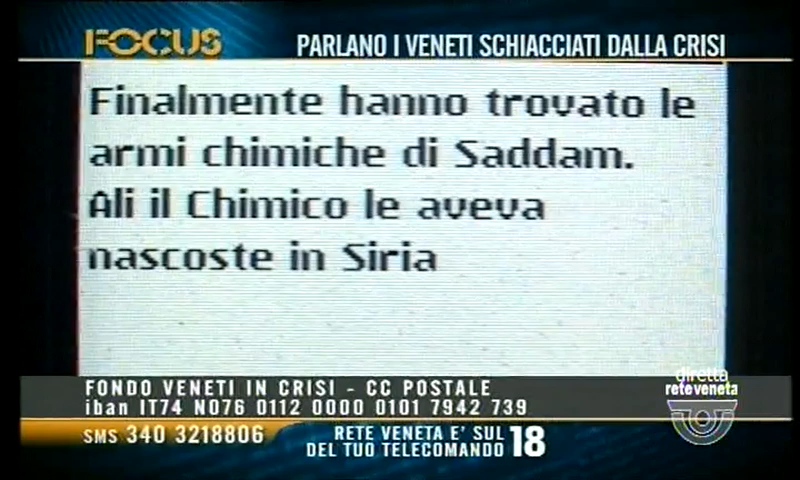 FOCUS
PARLANO I VENETI SCHIACCIATI DALLA CRISI
Finalmente hanno trovato le
armi chimiche di Saddam.
Ali il Chimico le aveva
nascoste in Siria
diretta
reteveneta
FONDO VENETI IN CRISI - CC POSTALE
iban IT74 N076 0112 0000 0101 7942 739
SMS 340 3218806
RETE VENETA E' SUL 18
DEL TUO TELECOMANDO